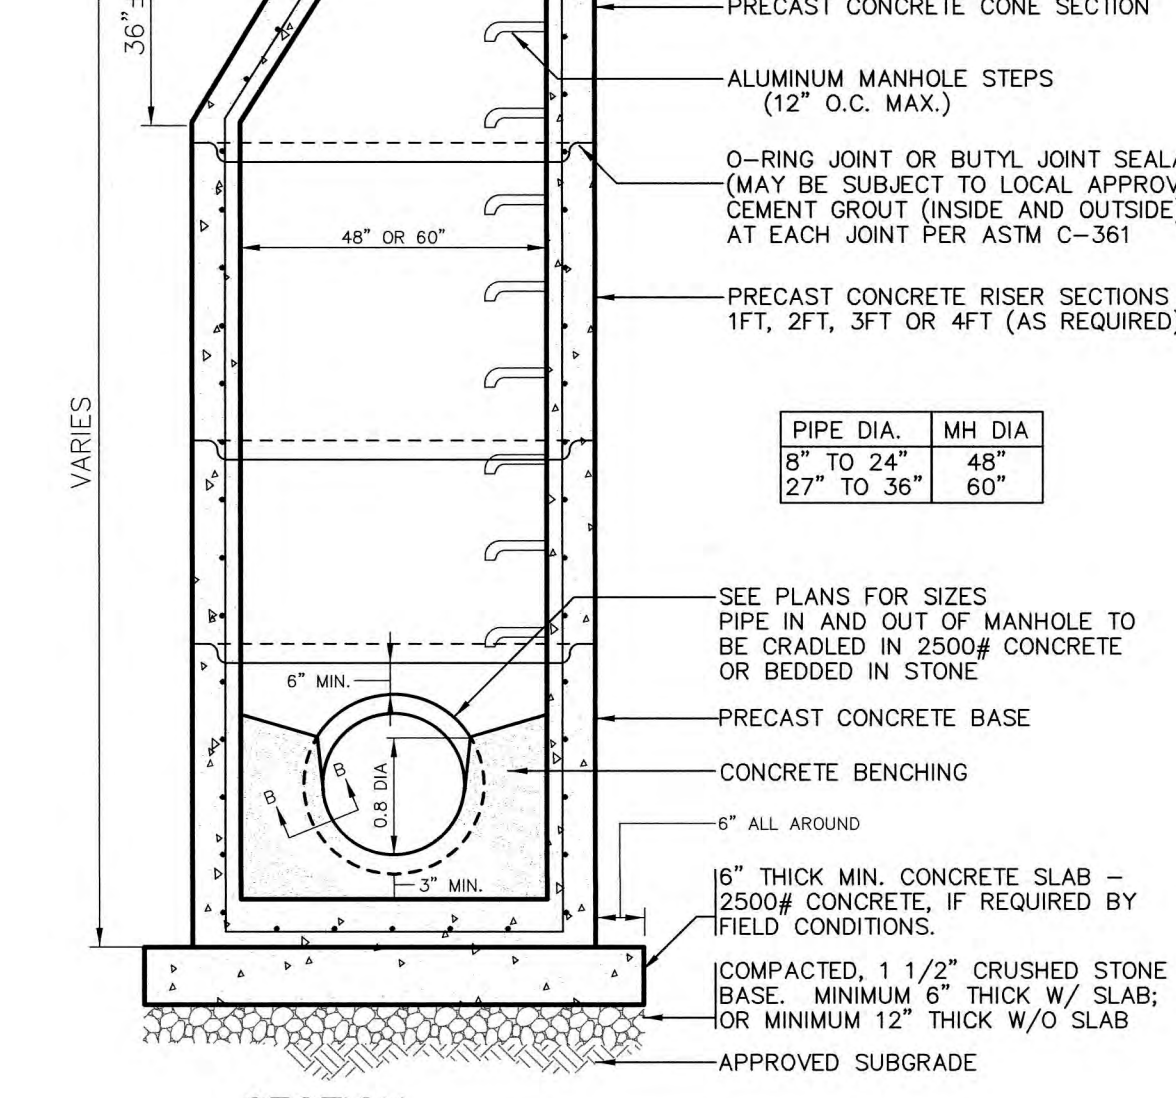 PRECAST CONCRETE CONE SECTION
36"
ALUMINUM MANHOLE STEPS
(12" O.C. MAX.)
O-RING JOINT OR BUTYL JOINT
(MAY BE SUBJECT TO LOCAL
CEMENT GROUT (INSIDE AND OUTSIDE)
AT EACH JOINT PER ASTM C-361
48" OR 60"
PRECAST CONCRETE RISER SECTIONS
1FT, 2FT, 3FT OR 4FT (AS REQUIRED)
VARIES
PIPE DIA. MH DIA
8" TO 24" 48"
27" TO 36" 60"
SEE PLANS FOR SIZES
PIPE IN AND OUT OF MANHOLE TO
BE CRADLED IN 2500# CONCRETE
OR BEDDED IN STONE
6" MIN.
PRECAST CONCRETE BASE
CONCRETE BENCHING
B
B
0.8 DIA
6" ALL AROUND
3" MIN.
6" THICK MIN. CONCRETE SLAB -
2500# CONCRETE, IF REQUIRED BY
FIELD CONDITIONS.
COMPACTED, 1 1/2" CRUSHED STONE
BASE. MINIMUM 6" THICK W/ SLAB;
OR MINIMUM 12" THICK W/O SLAB
APPROVED SUBGRADE